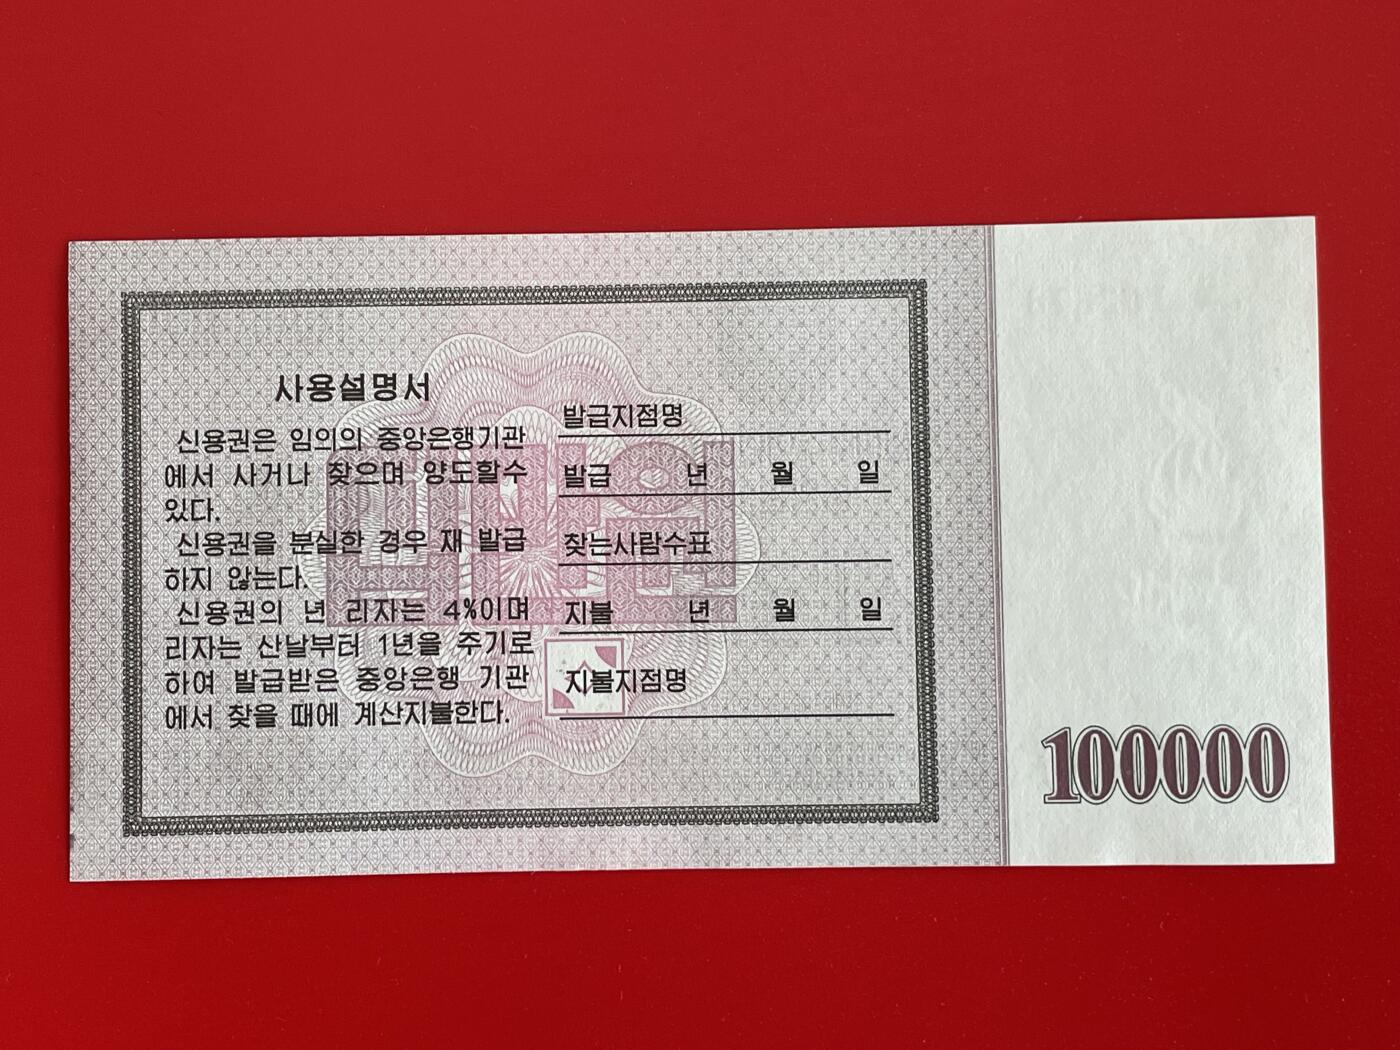 사용설명서
신용권은 임의의 중앙은행기관
에서 사거나 찾으며 양도할수
있다.
신용권을 분실한 경우 재 발급
하지 않는다.
신용권의 년 리자는 4%이며
리자는 산날부터 1년을 주기로
하여 발급받은 중앙은행 기관
에서 찾을 때에 계산지불한다.
발급지점명
발급 년 월 일
찾는사람수표
지불 년 월 일
지불지점명
만원
100000